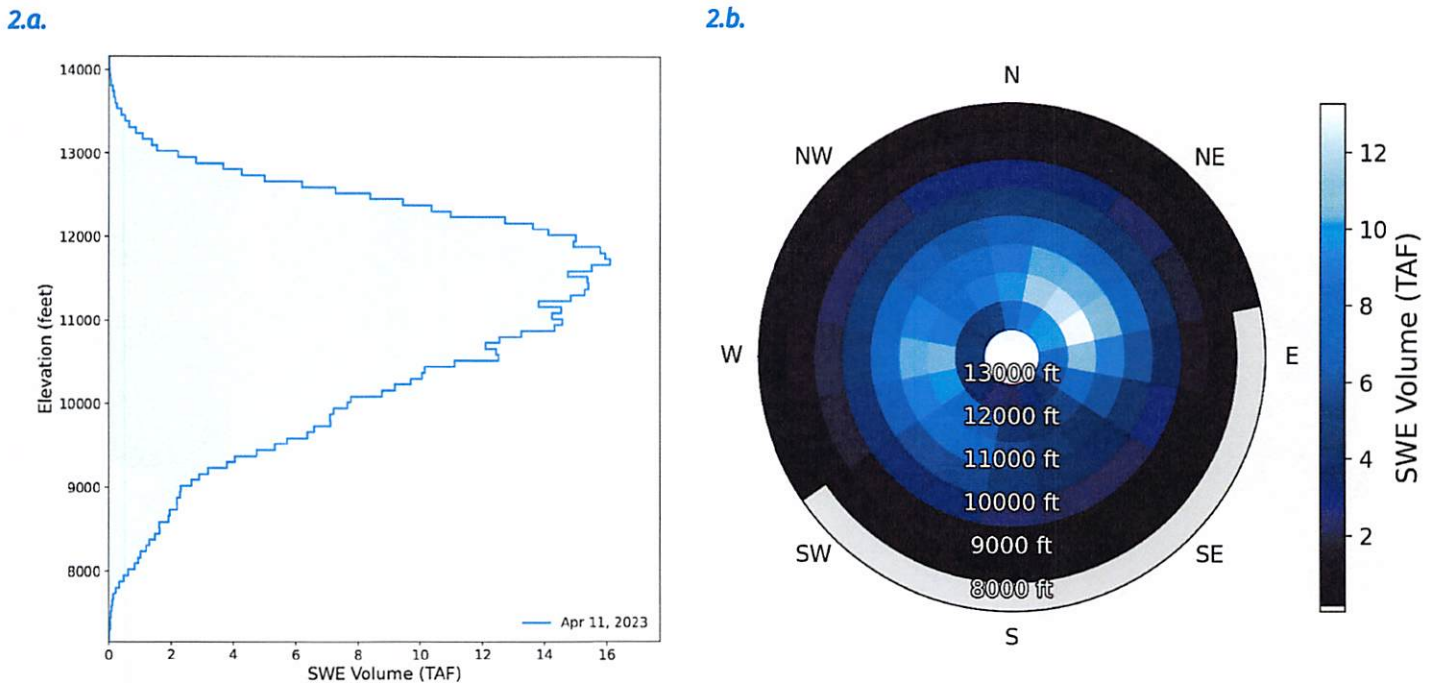 2.a.
2.b.
14000
13000
12000
11000
10000
9000
8000
Elevation (feet)
0 2 4 6 8 10 12 14 16
SWE Volume (TAF)
Apr 11, 2023
N
NE
E
SE
S
SW
W
NW
13000 ft
12000 ft
11000 ft
10000 ft
9000 ft
8000 ft
12
10
8
6
4
2
SWE Volume (TAF)